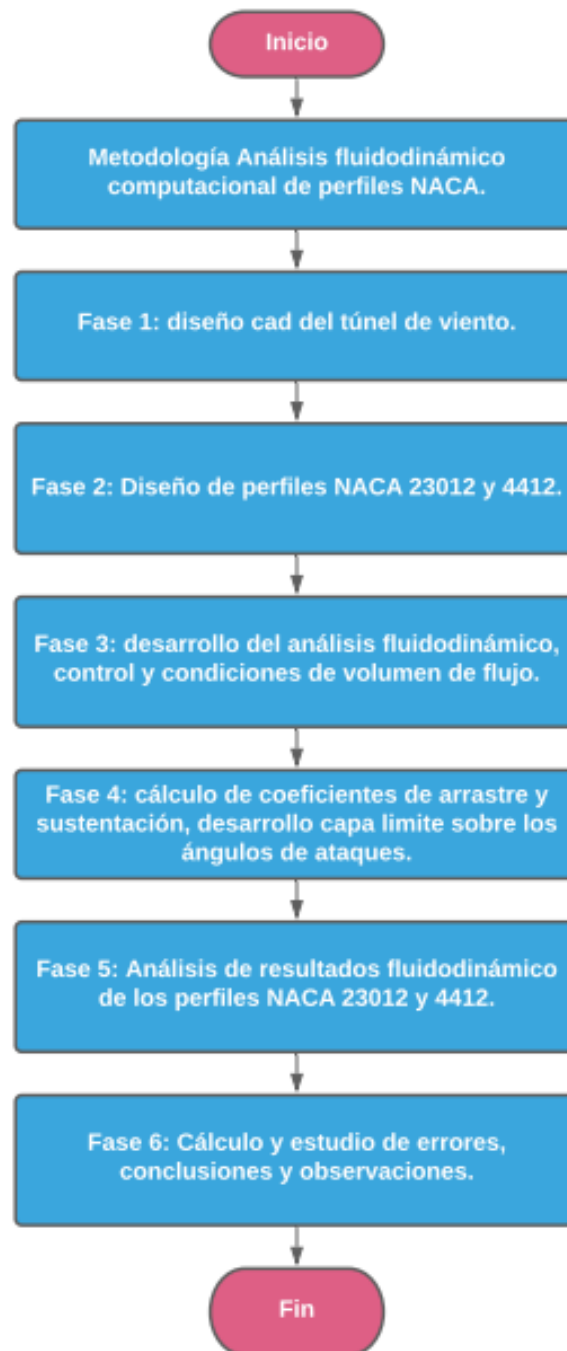 Inicio
Metodología Análisis fluidodinámico
computacional de perfiles NACA.
Fase 1: diseño cad del túnel de viento.
Fase 2: Diseño de perfiles NACA 23012 y 4412.
Fase 3: desarrollo del análisis fluidodinámico,
control y condiciones de volumen de flujo.
Fase 4: cálculo de coeficientes de arrastre y
sustentación, desarrollo capa limite sobre los
ángulos de ataques.
Fase 5: Análisis de resultados fluidodinámico
de los perfiles NACA 23012 y 4412.
Fase 6: Cálculo y estudio de errores,
conclusiones y observaciones.
Fin